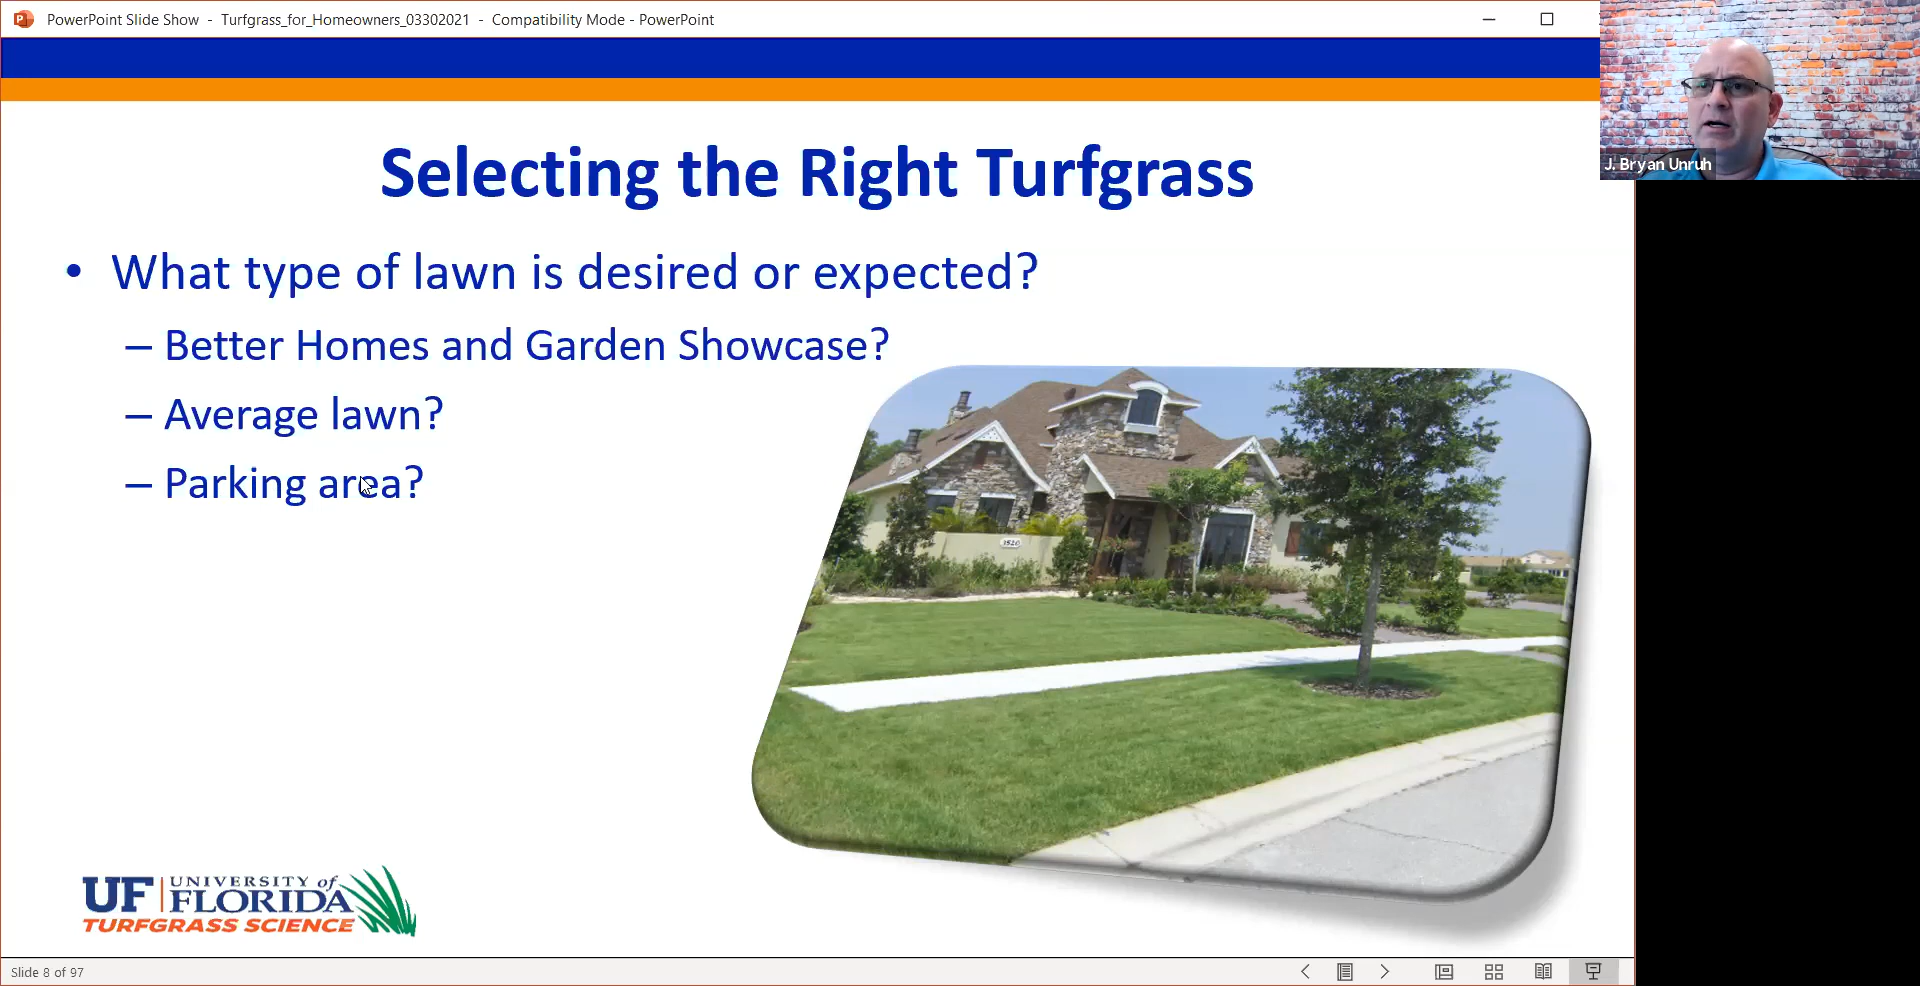 PowerPoint Slide Show - Turfgrass_for_Homeowners_03302021 - Compatibility Mode - PowerPoint
J. Bryan Unruh
Selecting the Right Turfgrass
• What type of lawn is desired or expected?
– Better Homes and Garden Showcase?
– Average lawn?
– Parking area?
1520
UF UNIVERSITY of
FLORIDA
TURFGRASS SCIENCE
Slide 8 of 97